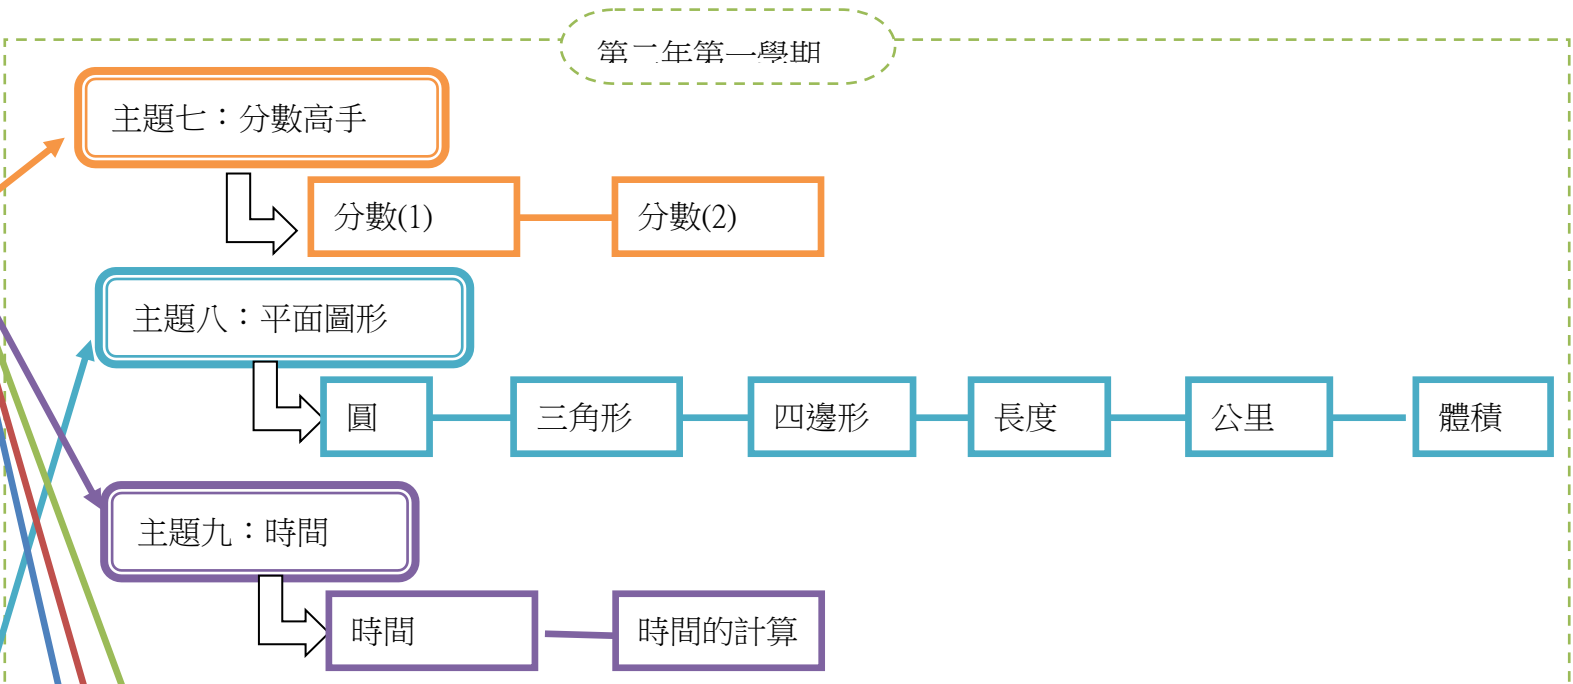 第二年第一學期
主題七：分數高手
分數(1)
分數(2)
主題八：平面圖形
圓
三角形
四邊形
長度
公里
體積
主題九：時間
時間
時間的計算